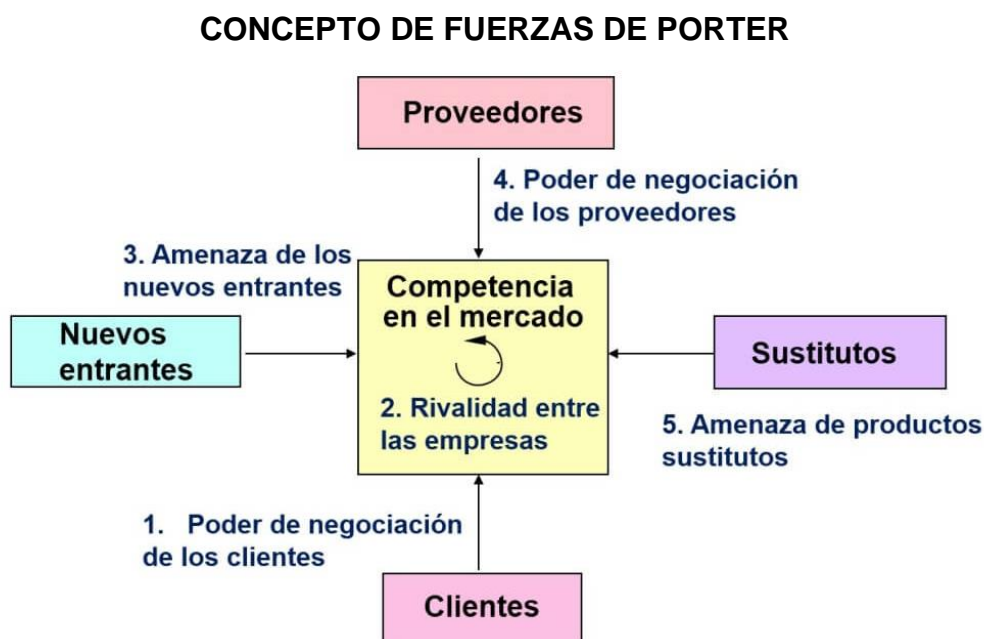 CONCEPTO DE FUERZAS DE PORTER
Proveedores
4. Poder de negociación
de los proveedores
3. Amenaza de los
nuevos entrantes
Competencia
en el mercado
Nuevos
entrantes
Sustitutos
2. Rivalidad entre
las empresas
5. Amenaza de productos
sustitutos
1. Poder de negociación
de los clientes
Clientes